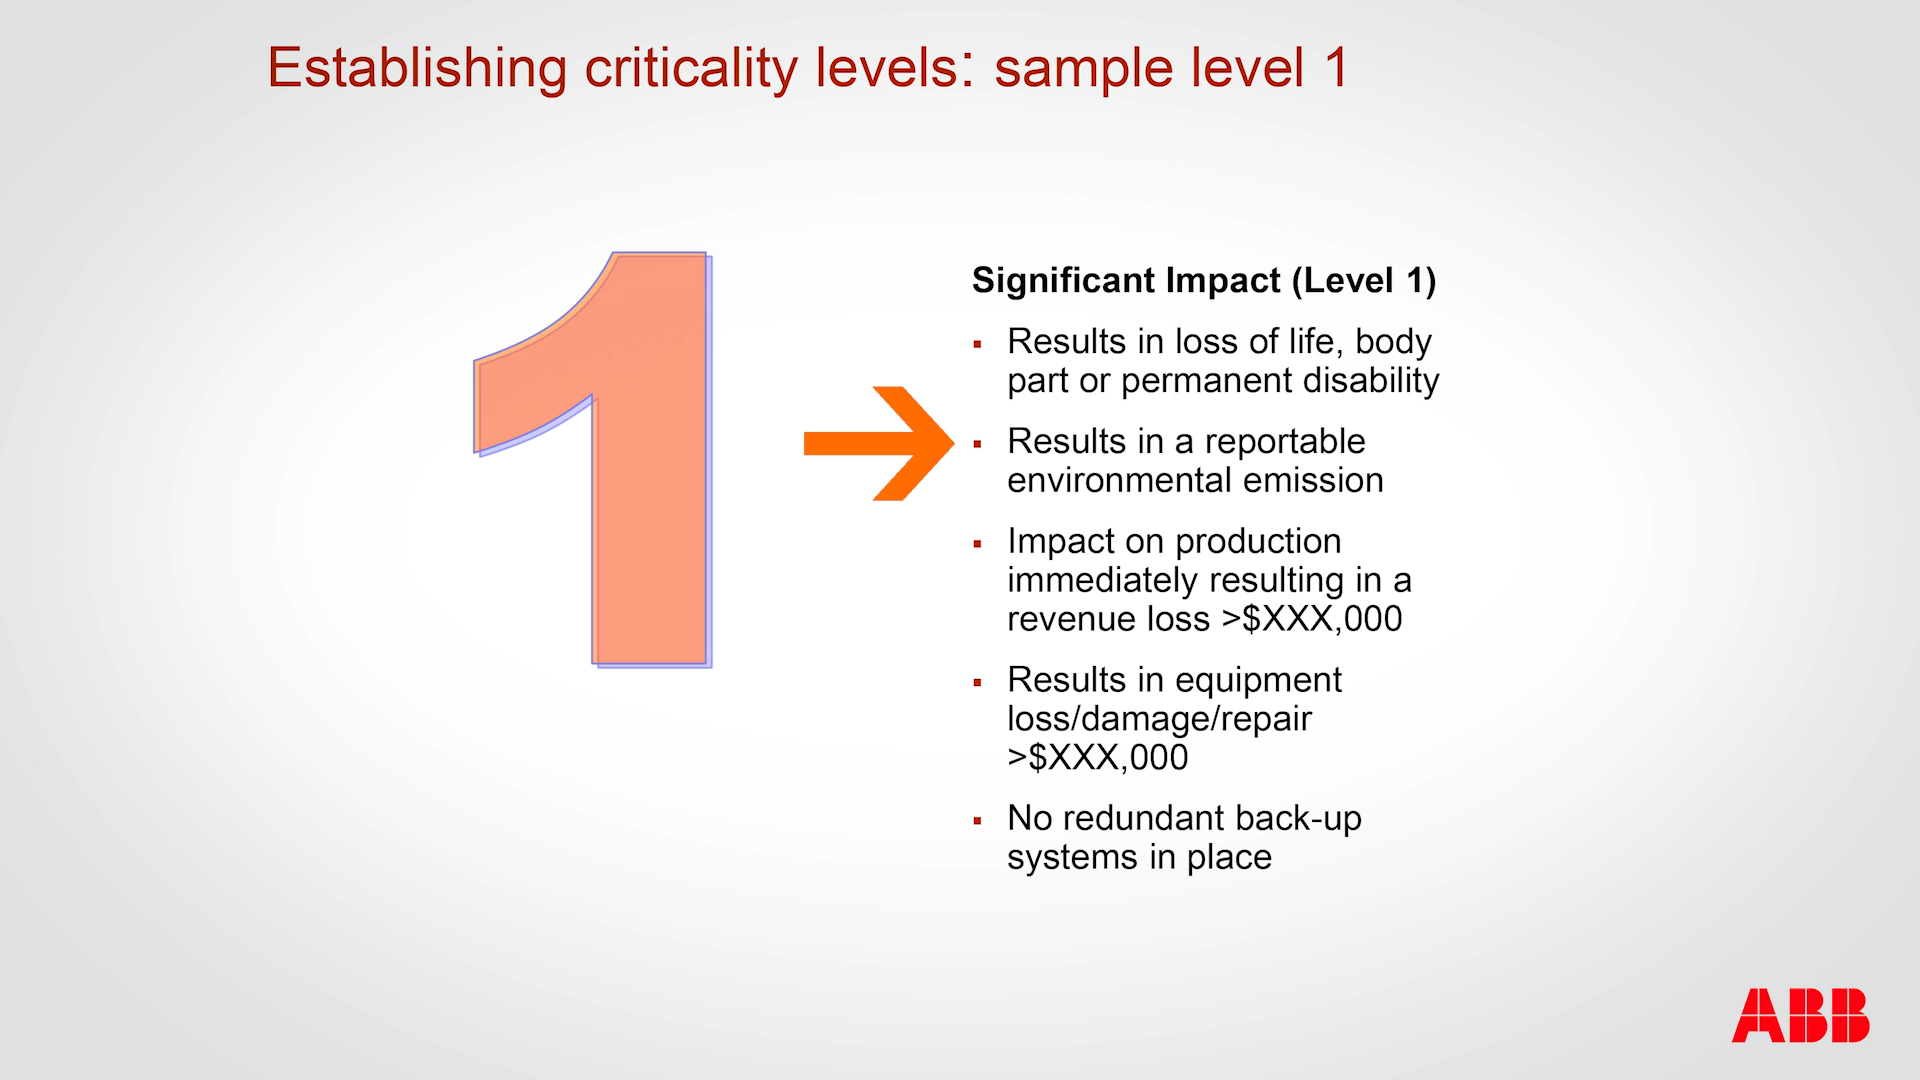 Establishing criticality levels: sample level 1
1
Significant Impact (Level 1)
▪ Results in loss of life, body
part or permanent disability
▪ Results in a reportable
environmental emission
▪ Impact on production
immediately resulting in a
revenue loss >$XXX,000
▪ Results in equipment
loss/damage/repair
>$XXX,000
▪ No redundant back-up
systems in place
ABB